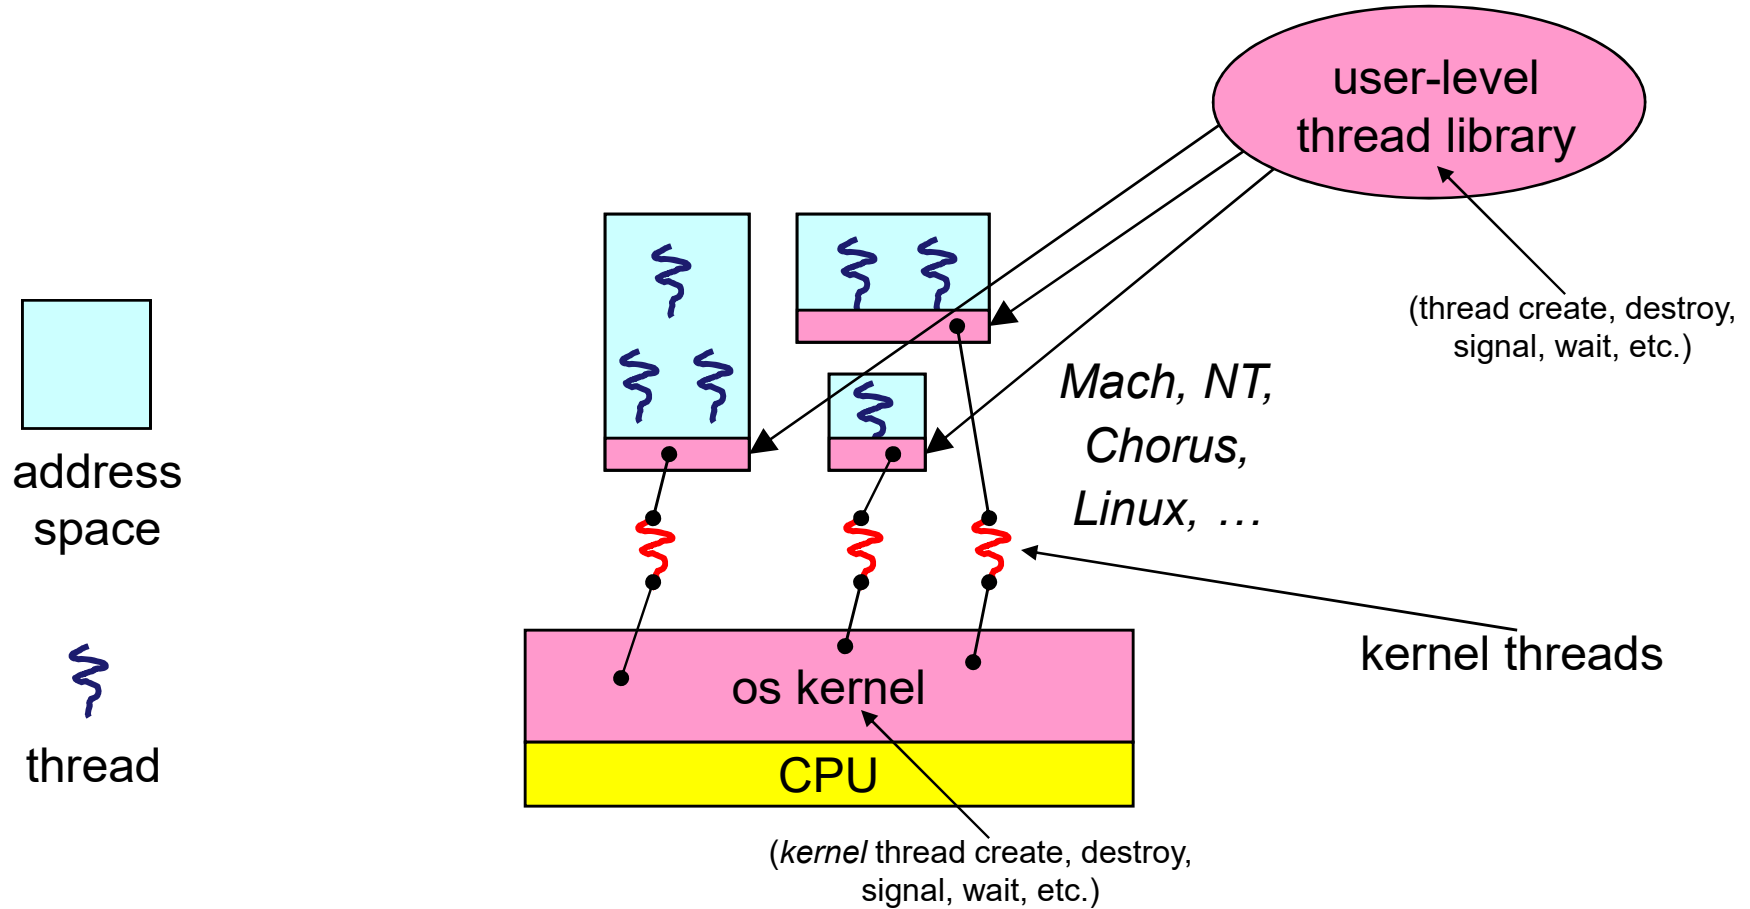 user-level
thread library
(thread create, destroy,
signal, wait, etc.)
Mach, NT,
Chorus,
Linux, …
address
space
kernel threads
os kernel
thread
CPU
(kernel thread create, destroy,
signal, wait, etc.)